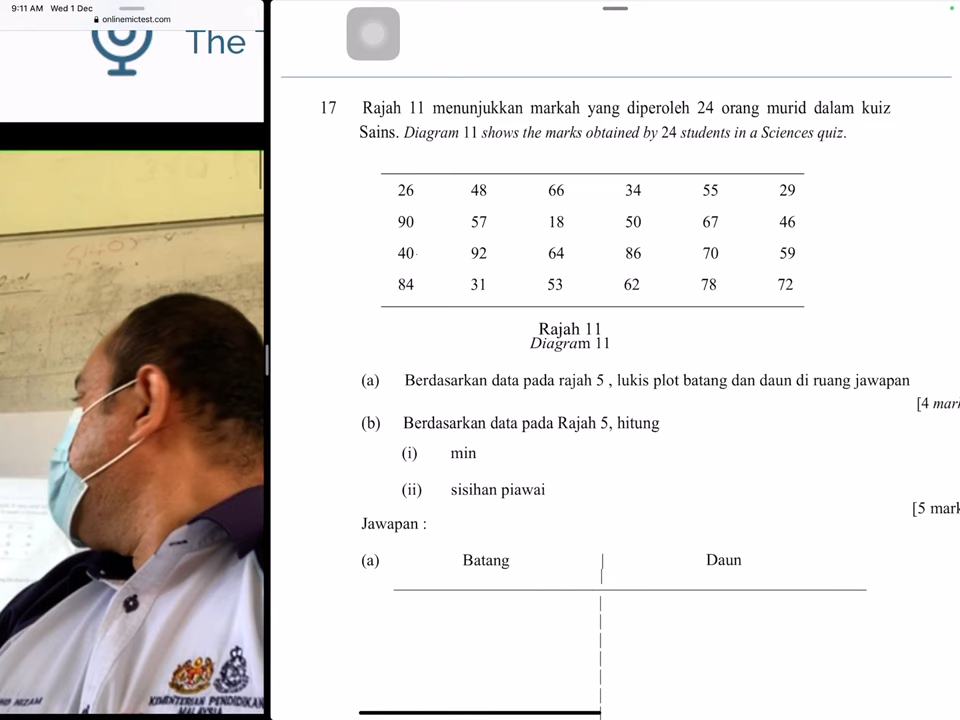 9:11 AM Wed 1 Dec
onlinemictest.com
The
17 Rajah 11 menunjukkan markah yang diperoleh 24 orang murid dalam kuiz
Sains. Diagram 11 shows the marks obtained by 24 students in a Sciences quiz.
26 48 66 34 55 29
90 57 18 50 67 46
40 92 64 86 70 59
84 31 53 62 78 72
Rajah 11
Diagram 11
(a) Berdasarkan data pada rajah 5 , lukis plot batang dan daun di ruang jawapan
[4 mar
(b) Berdasarkan data pada Rajah 5, hitung
(i) min
(ii) sisihan piawai
[5 mark
Jawapan :
(a) Batang Daun
NIZAM
KEMENTERIAN PENDIDIKAN
MALAYSIA